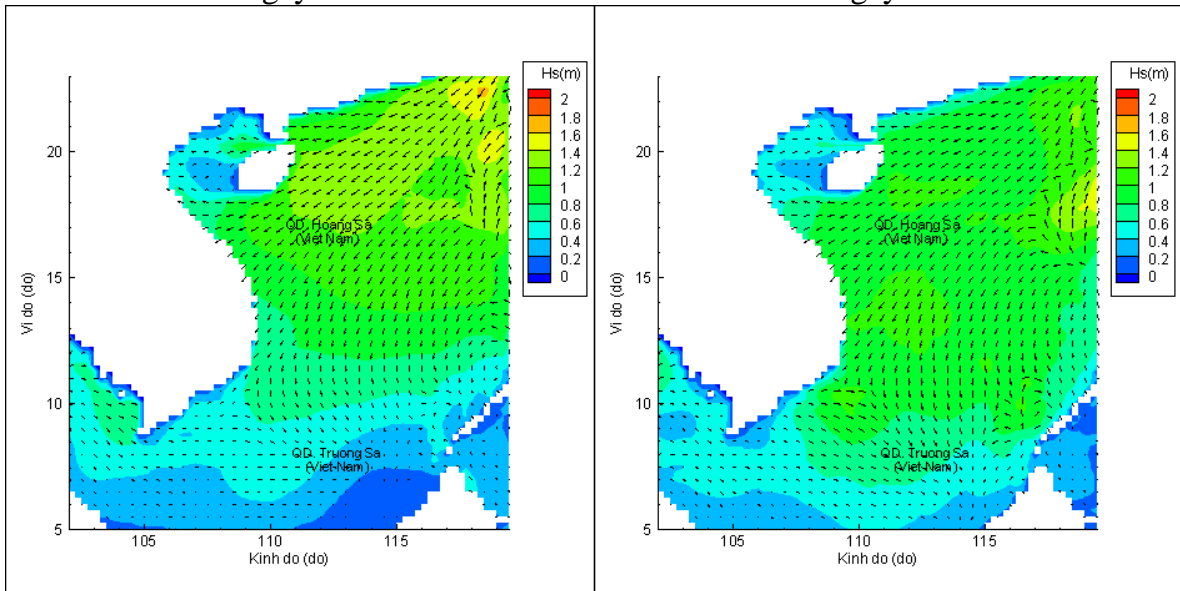 Hs(m)
2
1.8
1.6
1.4
1.2
1
0.8
0.6
0.4
0.2
0
20
15
10
5
Vi do (do)
QD. Hoang Sa
(Viet Nam)
QD. Truong Sa
(Viet-Nam)
105
110
115
Kinh do (do)
Hs(m)
2
1.8
1.6
1.4
1.2
1
0.8
0.6
0.4
0.2
0
20
15
10
5
Vi do (do)
QD. Hoang Sa
(Viet Nam)
QD. Truong Sa
(Viet-Nam)
105
110
115
Kinh do (do)